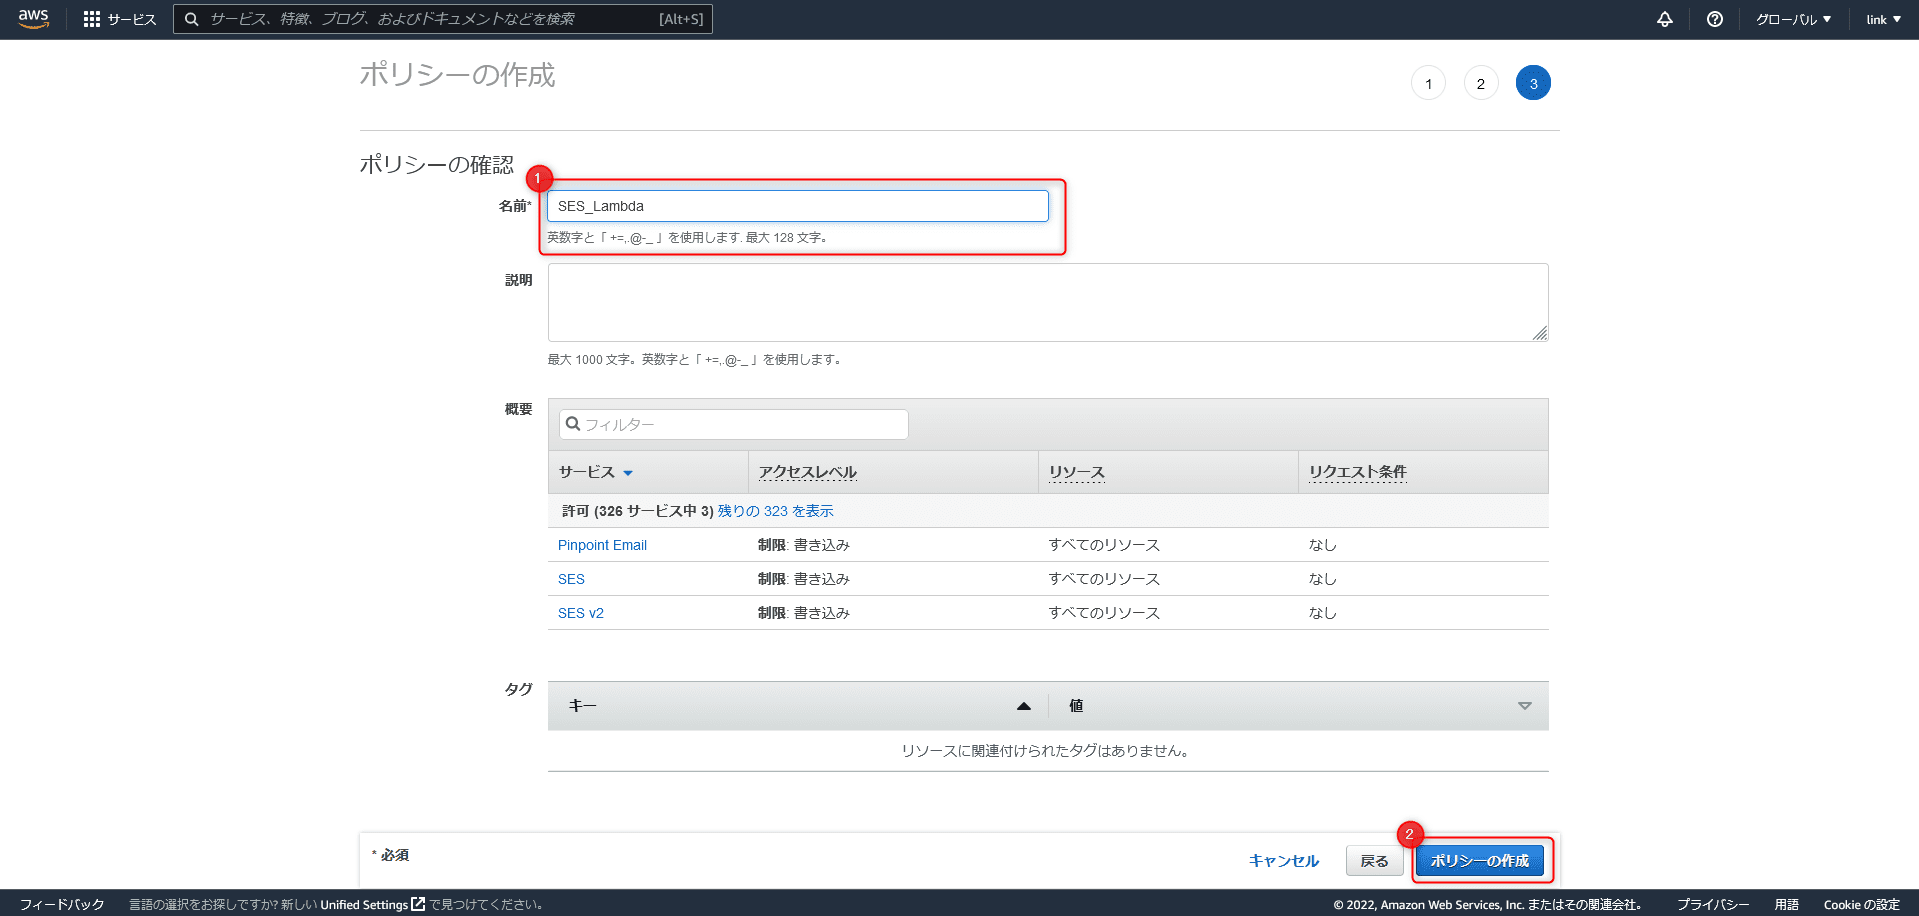 aws サービス サービス、特徴、ブログ、およびドキュメントなどを検索 [Alt+S] グローバル ▼ link ▼
ポリシーの作成
1 2 3
ポリシーの確認
1
名前* SES_Lambda
英数字と「 +=,.@-_ 」を使用します. 最大 128 文字。
説明
最大 1000 文字。英数字と「 +=,.@-_ 」を使用します。
概要 フィルター
サービス アクセスレベル リソース リクエスト条件
許可 (326 サービス中 3) 残りの 323 を表示
Pinpoint Email 制限: 書き込み すべてのリソース なし
SES 制限: 書き込み すべてのリソース なし
SES v2 制限: 書き込み すべてのリソース なし
タグ キー 値
リソースに関連付けられたタグはありません。
2
* 必須 キャンセル 戻る ポリシーの作成
フィードバック 言語の選択をお探しですか? 新しい Unified Settings で見つけてください。 © 2022, Amazon Web Services, Inc. またはその関連会社。 プライバシー 用語 Cookie の設定